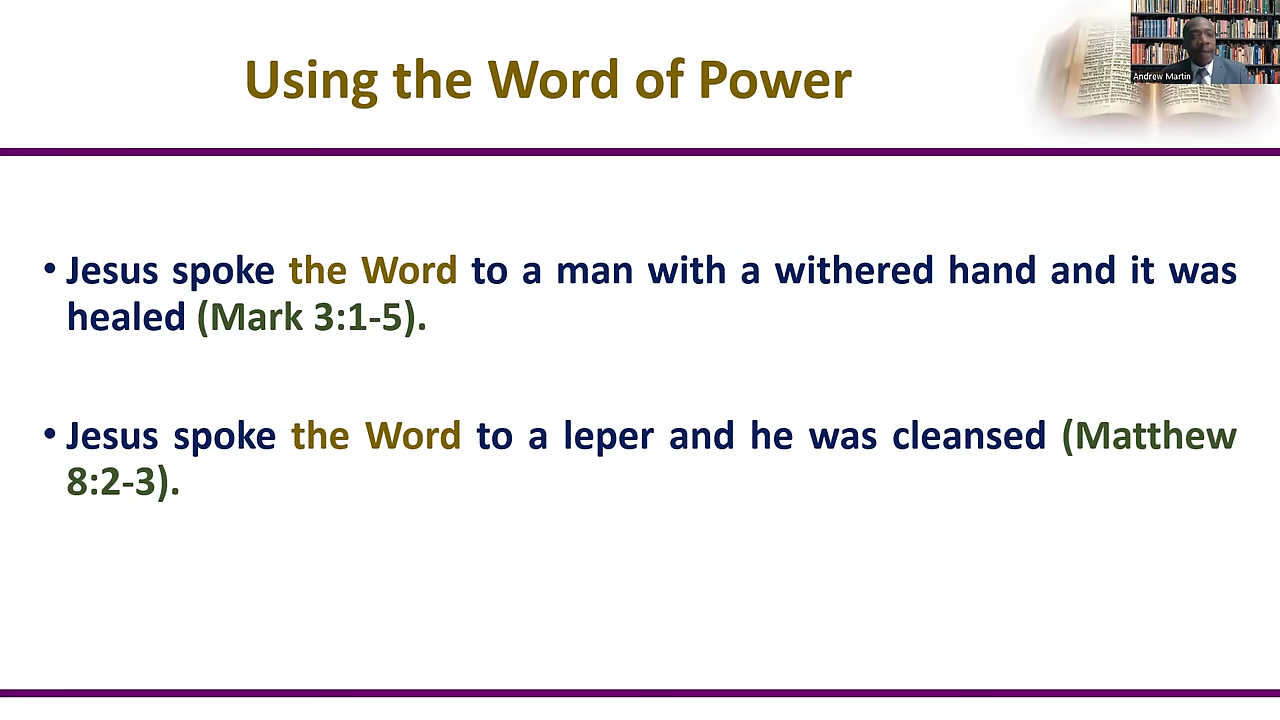 Using the Word of Power
Andrew Martin
• Jesus spoke the Word to a man with a withered hand and it was
healed (Mark 3:1-5).
• Jesus spoke the Word to a leper and he was cleansed (Matthew
8:2-3).